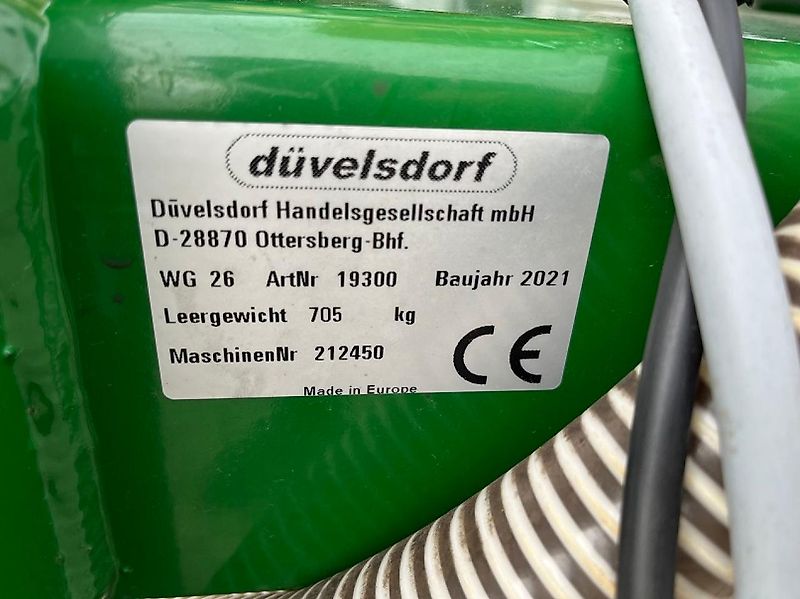 düvelsdorf
Düvelsdorf Handelsgesellschaft mbH
D-28870 Ottersberg-Bhf.
WG 26 ArtNr 19300 Baujahr 2021
Leergewicht 705 kg
MaschinenNr 212450
CE
Made in Europe